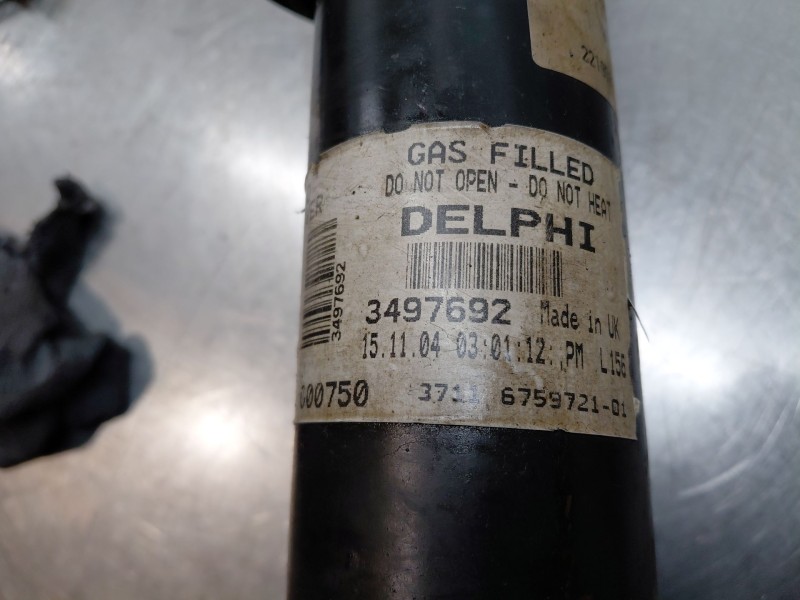 GAS FILLED
DO NOT OPEN - DO NOT HEAT
ER
DELPHI
3497692
3497692 Made in UK
15.11.04 03:01:12: PM L156
600750 6759721-01